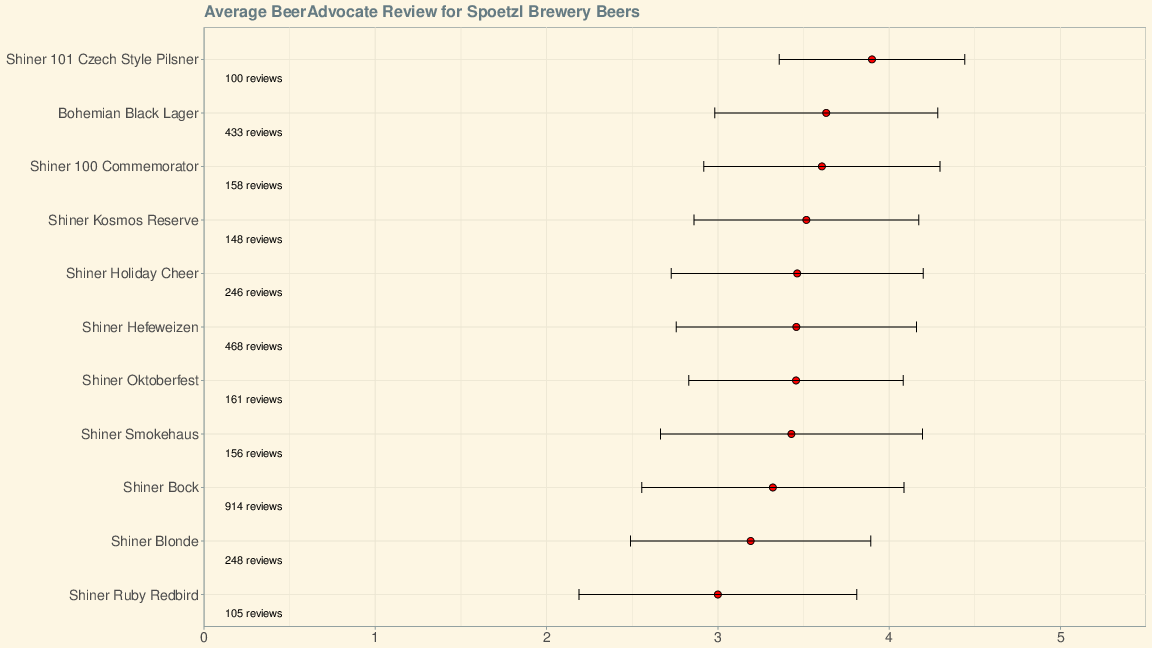 Average BeerAdvocate Review for Spoetzl Brewery Beers
Shiner 101 Czech Style Pilsner
100 reviews
Bohemian Black Lager
433 reviews
Shiner 100 Commemorator
158 reviews
Shiner Kosmos Reserve
148 reviews
Shiner Holiday Cheer
246 reviews
Shiner Hefeweizen
468 reviews
Shiner Oktoberfest
161 reviews
Shiner Smokehaus
156 reviews
Shiner Bock
914 reviews
Shiner Blonde
248 reviews
Shiner Ruby Redbird
105 reviews
0 1 2 3 4 5